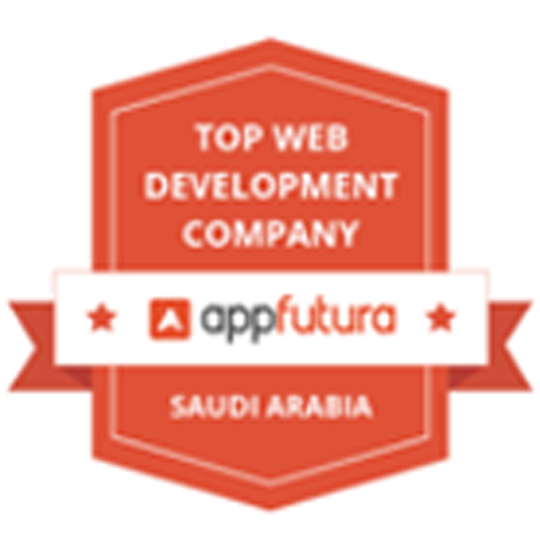 TOP WEB
DEVELOPMENT
COMPANY
appfutura
SAUDI ARABIA